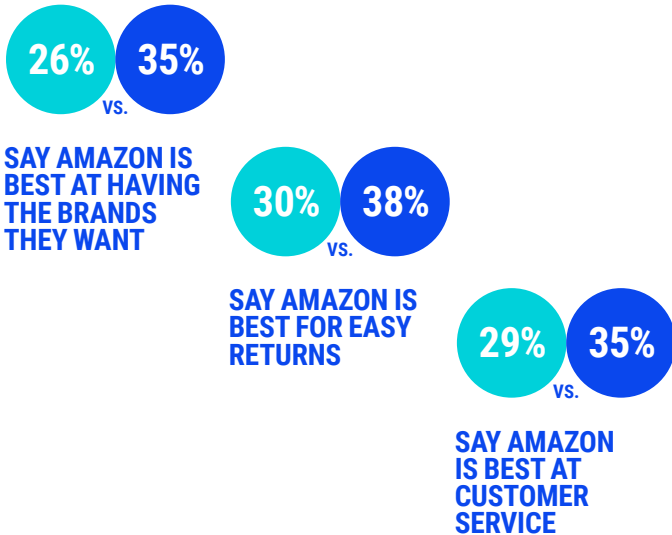 26% 35%
VS.
SAY AMAZON IS
BEST AT HAVING
THE BRANDS
THEY WANT
30% 38%
VS.
SAY AMAZON IS
BEST FOR EASY
RETURNS
29% 35%
VS.
SAY AMAZON
IS BEST AT
CUSTOMER
SERVICE